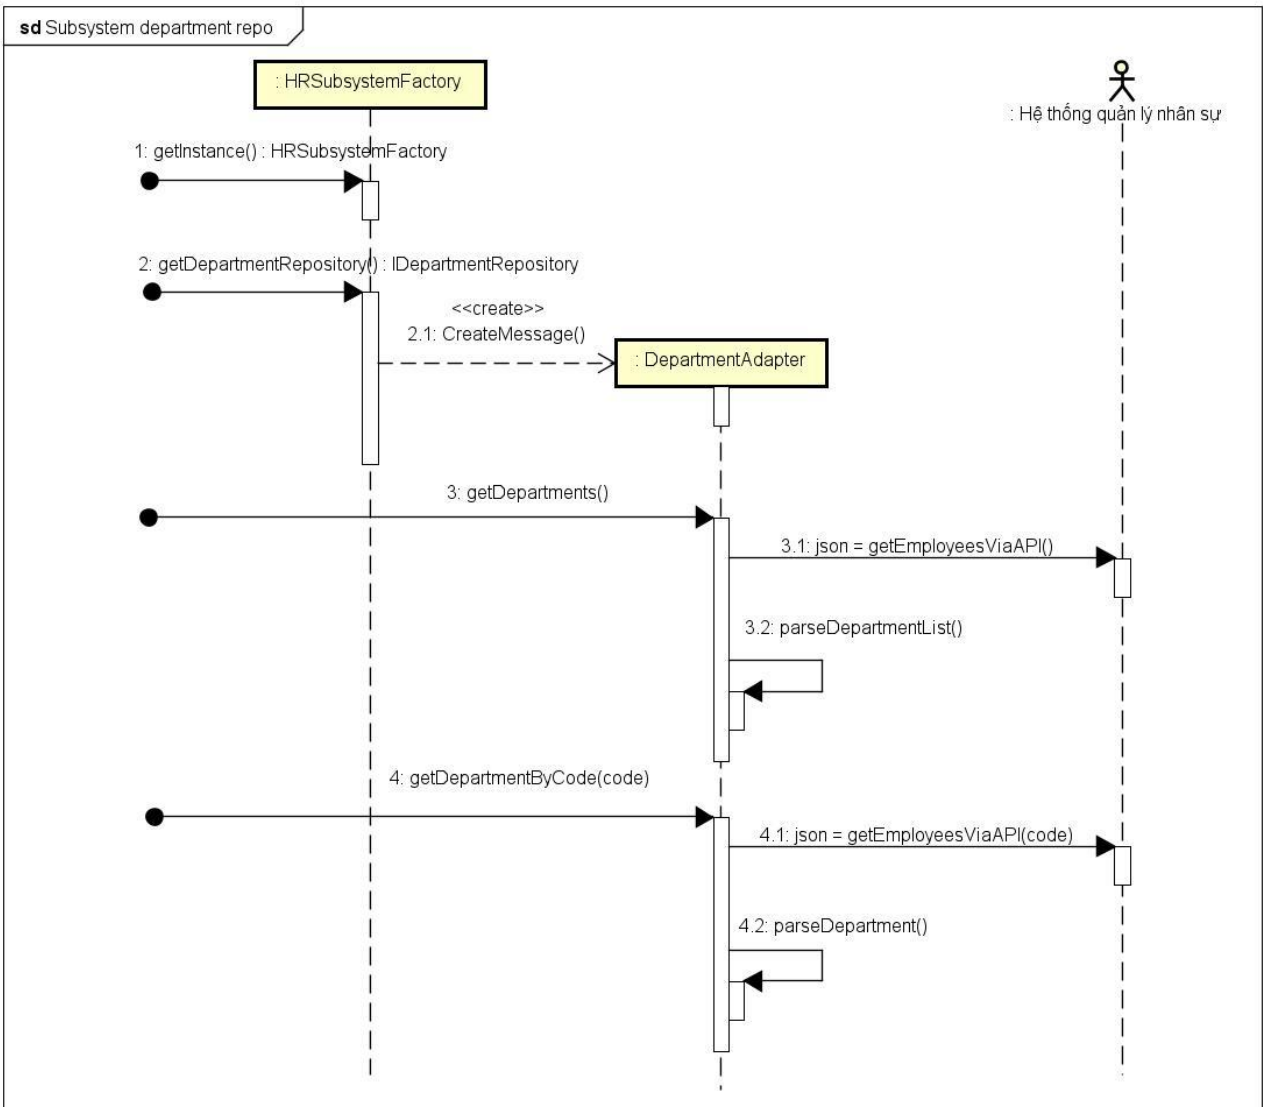 sd Subsystem department repo
: HRSubsystemFactory
: Hệ thống quản lý nhân sự
1: getInstance() : HRSubsystemFactory
2: getDepartmentRepository() : IDepartmentRepository
<<create>>
2.1: CreateMessage()
: DepartmentAdapter
3: getDepartments()
3.1: json = getEmployeesViaAPI()
3.2: parseDepartmentList()
4: getDepartmentByCode(code)
4.1: json = getEmployeesViaAPI(code)
4.2: parseDepartment()